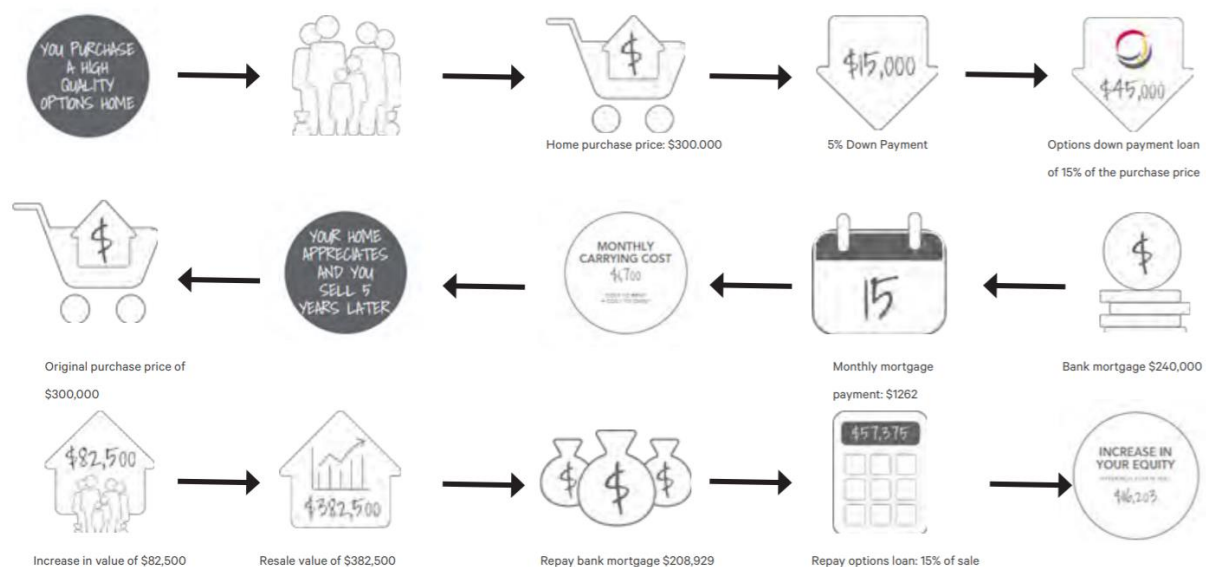 YOU PURCHASE
A HIGH
QUALITY
OPTIONS HOME
$
Home purchase price: $300.000
$15,000
5% Down Payment
$45,000
Options down payment loan
of 15% of the purchase price
$
Bank mortgage $240,000
15
Monthly mortgage
payment: $1262
MONTHLY
CARRYING COST
YOUR HOME
APPRECIATES
AND YOU
SELL 5
YEARS LATER
$
Original purchase price of
$300,000
$82,500
Increase in value of $82,500
$382,500
Resale value of $382,500
$ $ $
Repay bank mortgage $208,929
$57,375
Repay options loan: 15% of sale
INCREASE IN
YOUR EQUITY